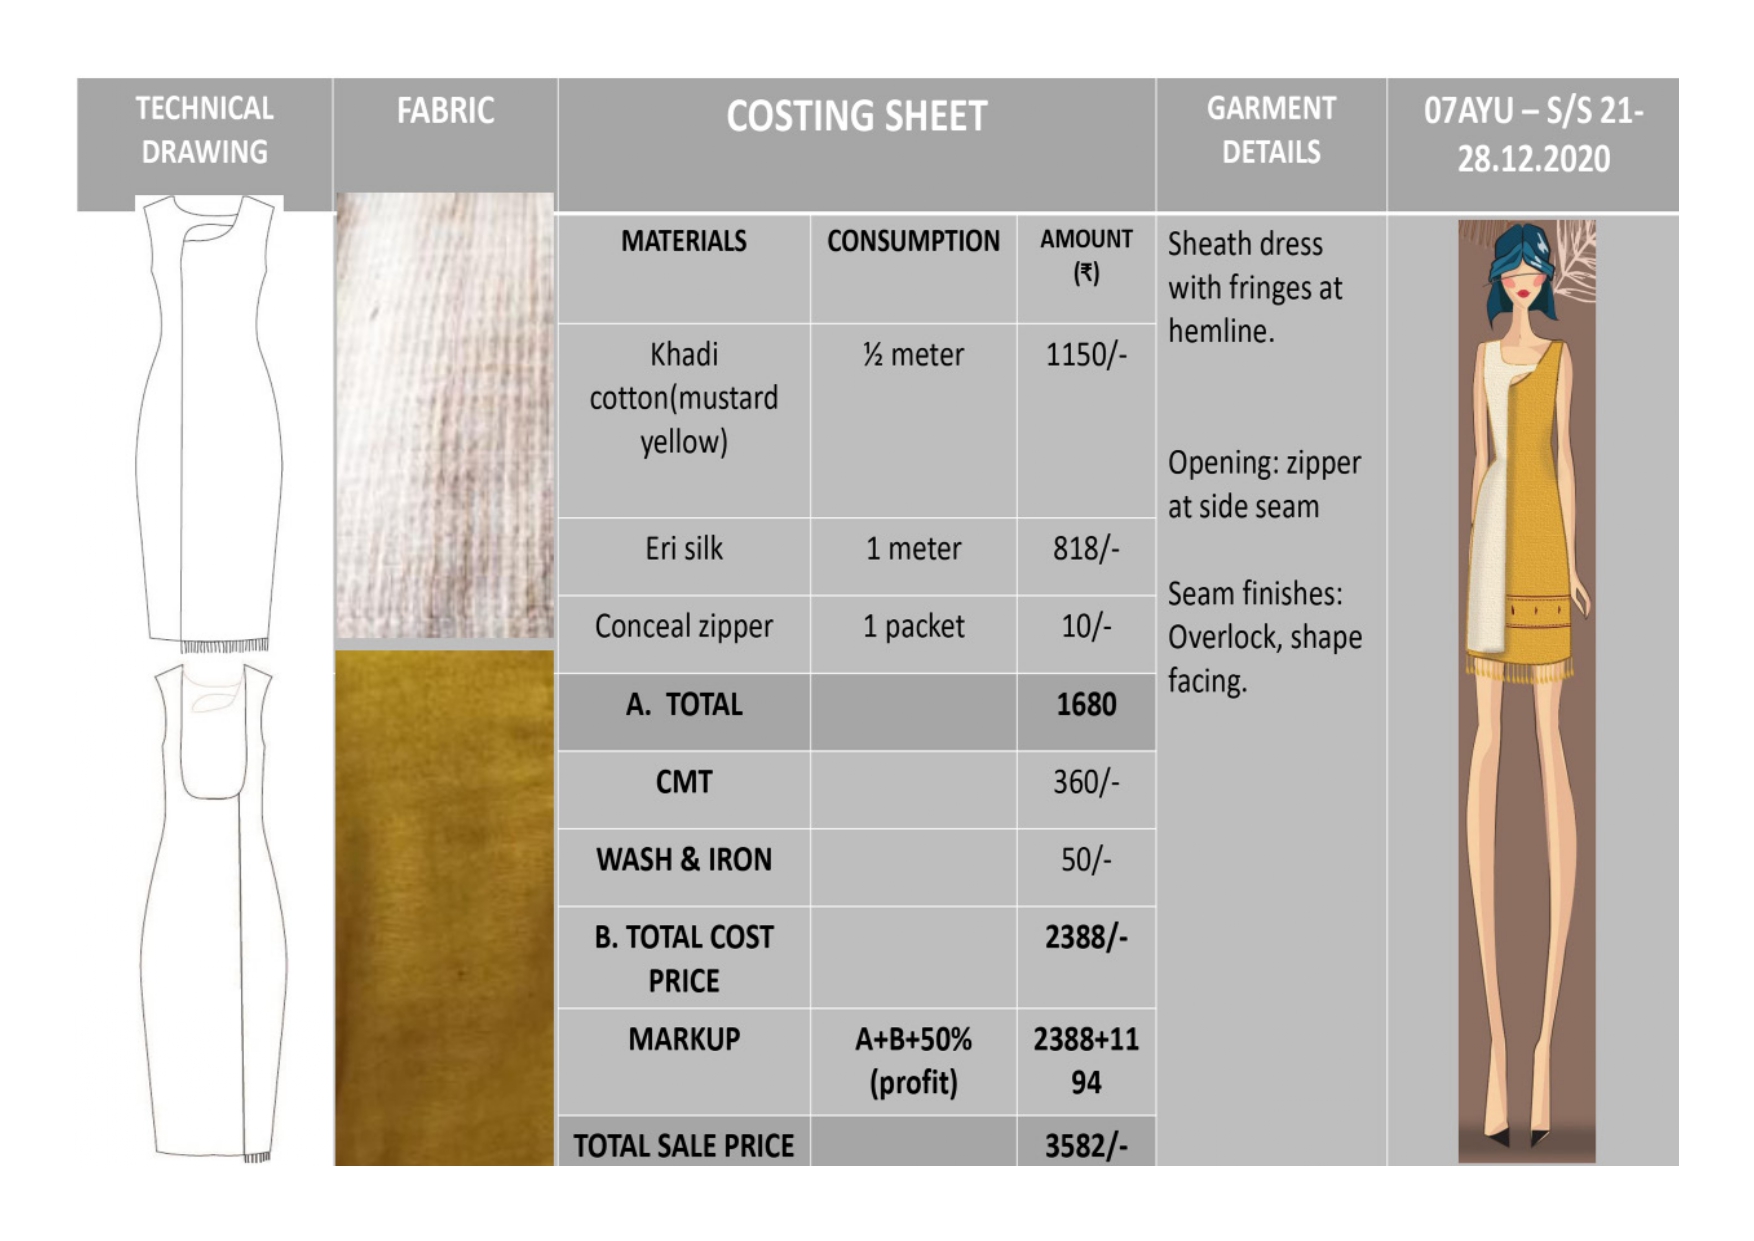 TECHNICAL
DRAWING
FABRIC
COSTING SHEET
GARMENT
DETAILS
07AYU – S/S 21-
28.12.2020
MATERIALS
CONSUMPTION
AMOUNT
(₹)
Khadi
cotton(mustard
yellow)
½ meter
1150/-
Eri silk
1 meter
818/-
Conceal zipper
1 packet
10/-
A. TOTAL
1680
CMT
360/-
WASH & IRON
50/-
B. TOTAL COST
PRICE
2388/-
MARKUP
A+B+50%
(profit)
2388+11
94
TOTAL SALE PRICE
3582/-
Sheath dress
with fringes at
hemline.
Opening: zipper
at side seam
Seam finishes:
Overlock, shape
facing.